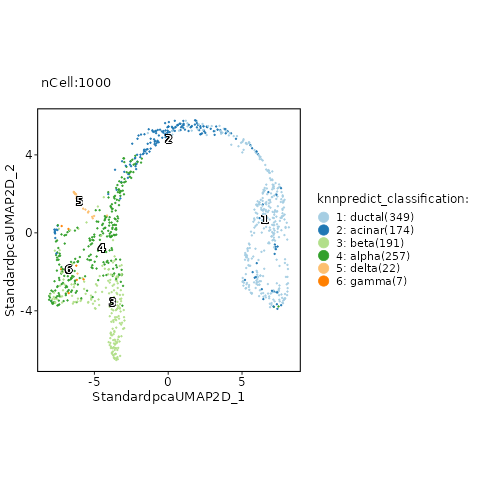 nCell:1000
StandardpcaUMAP2D_2
4
0
-4
2
5
1
4
6
3
-5
0
5
StandardpcaUMAP2D_1
knnpredict_classification:
1: ductal(349)
2: acinar(174)
3: beta(191)
4: alpha(257)
5: delta(22)
6: gamma(7)